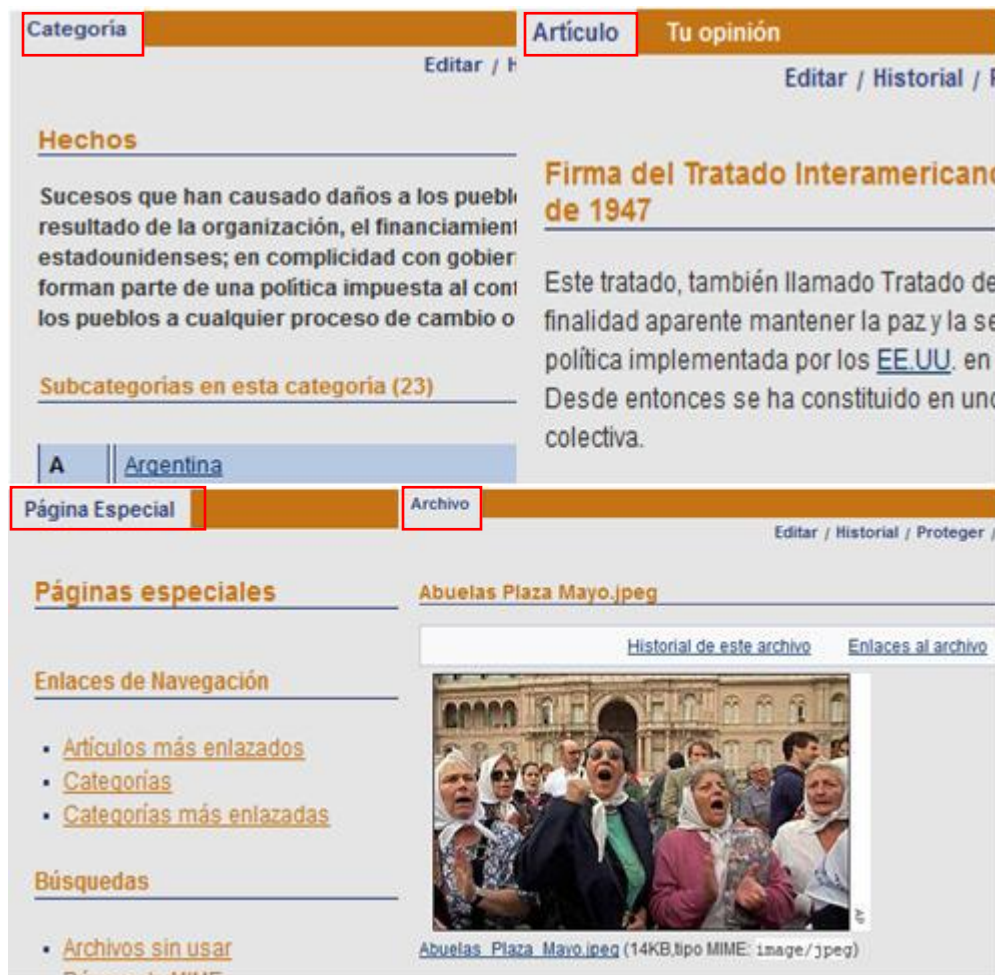 Categoría
Editar /
Hechos
Sucesos que han causado daños a los
resultado de la organización, el
estadounidenses; en complicidad con
forman parte de una política impuesta al
los pueblos a cualquier proceso de cambio o
Subcategorías en esta categoría (23)
A Argentina
Artículo Tu opinión
Editar / Historial /
Firma del Tratado Interamericano
de 1947
Este tratado, también llamado Tratado de
finalidad aparente mantener la paz y la
política implementada por los EE.UU. en
Desde entonces se ha constituido en
colectiva.
Página Especial
Páginas especiales
Enlaces de Navegación
Artículos más enlazados
Categorías
Categorías más enlazadas
Búsquedas
Archivos sin usar
Archivo
Editar / Historial / Proteger /
Abuelas Plaza Mayo.jpeg
Historial de este archivo Enlaces al archivo
AP
Abuelas_Plaza_Mayo.jpeg (14KB,tipo MIME: image/jpeg)